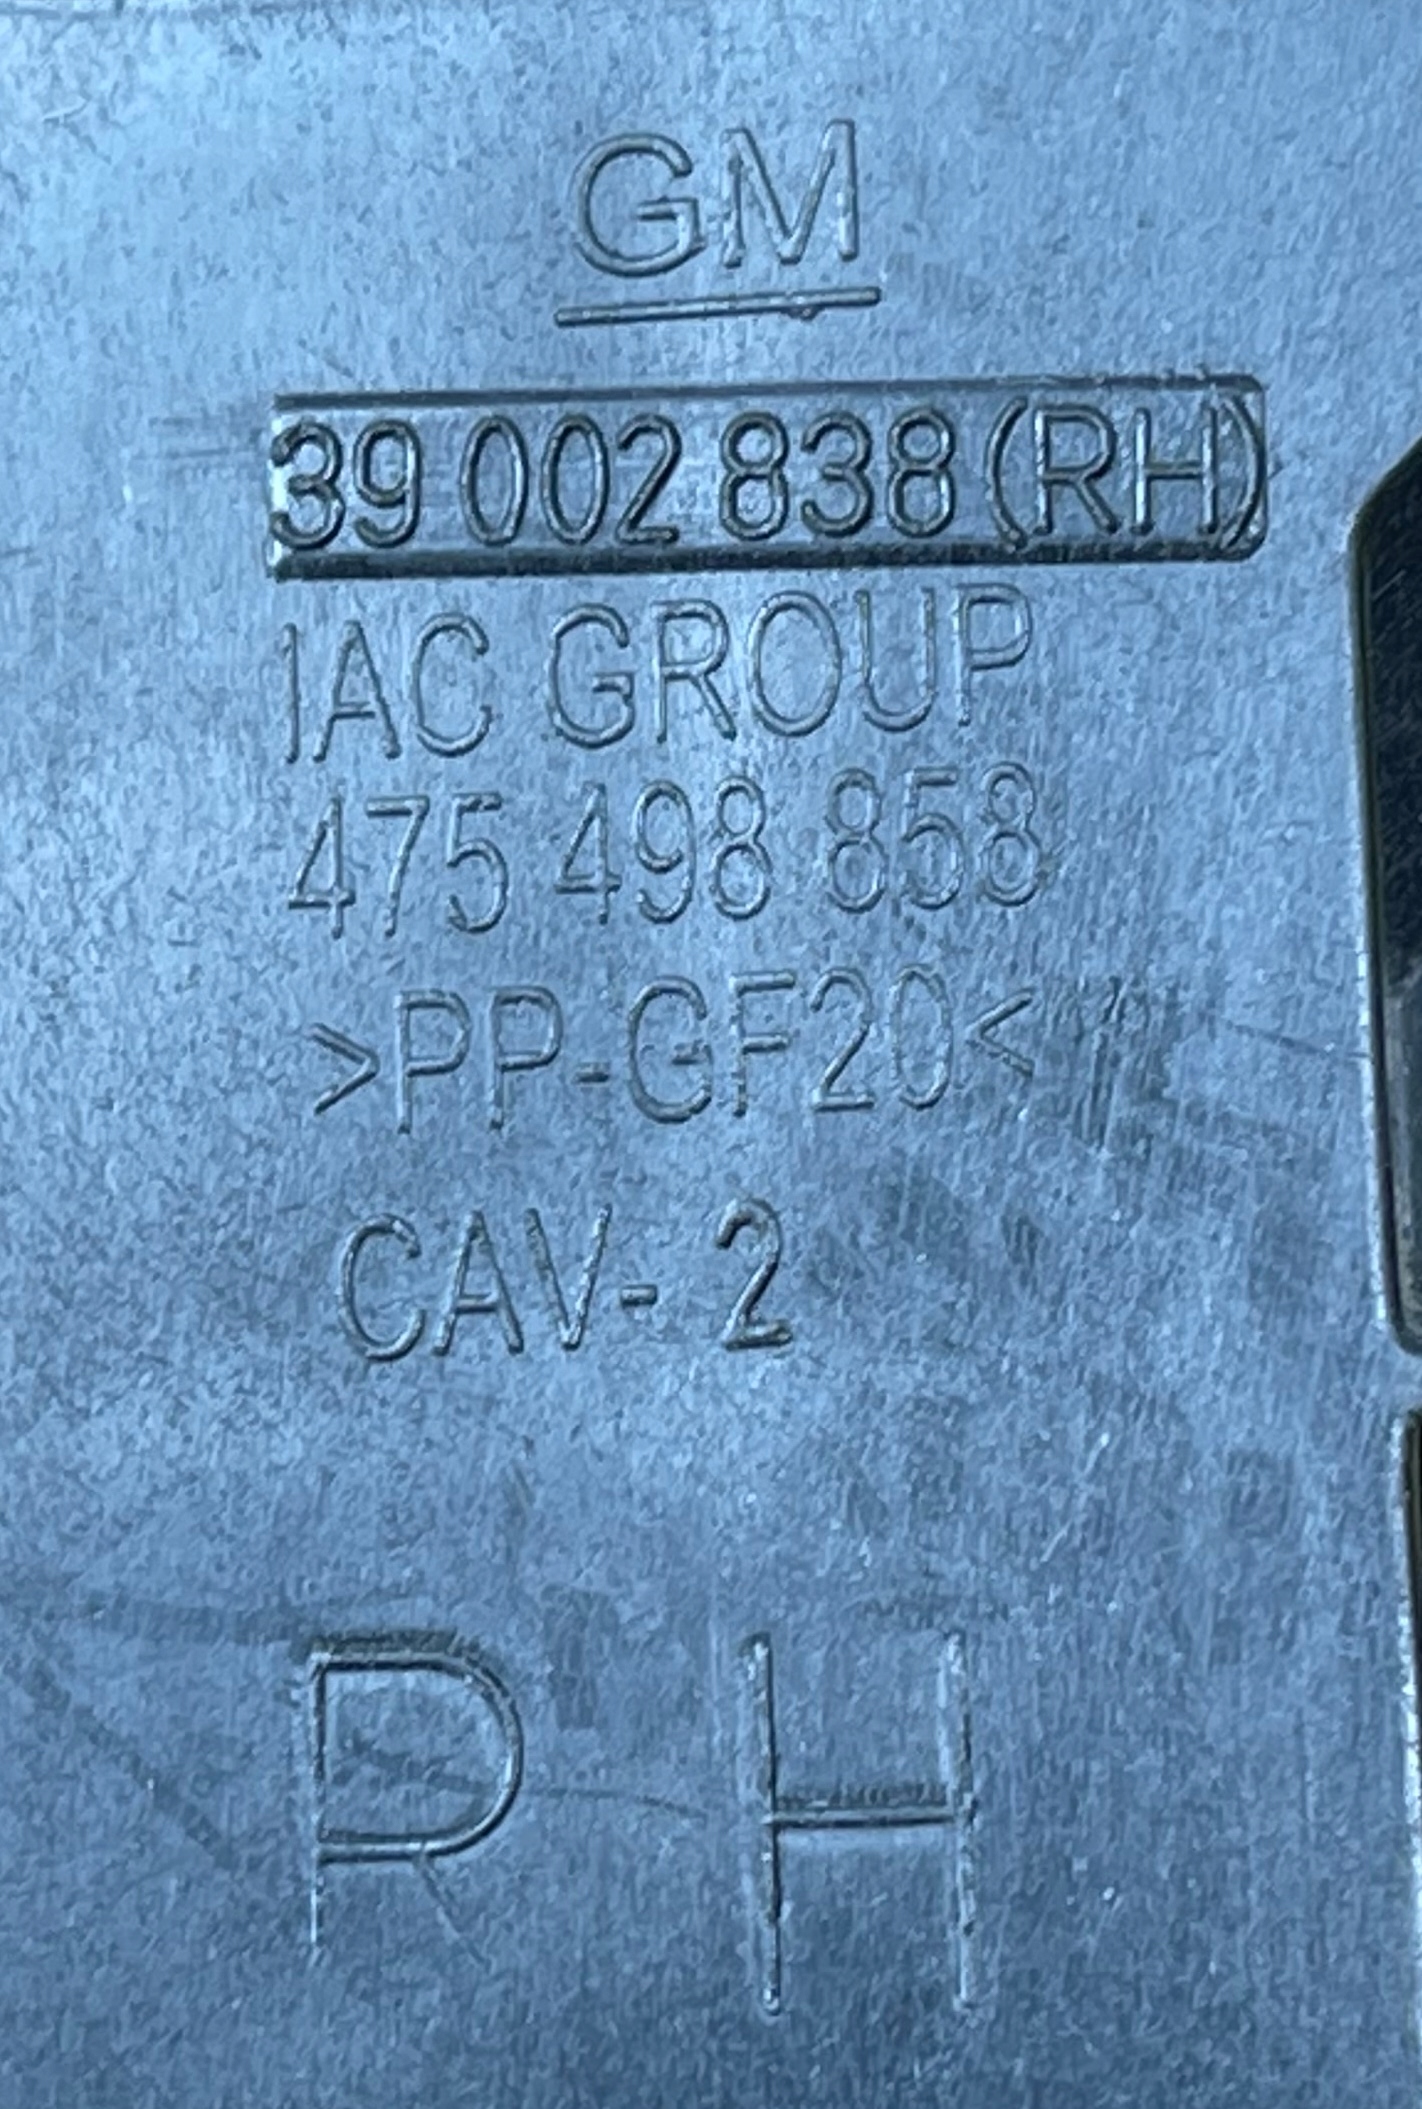 GM
39 002 838 (RH)
IAC GROUP
475 498 858
>PP-GF20<
CAV- 2
RH